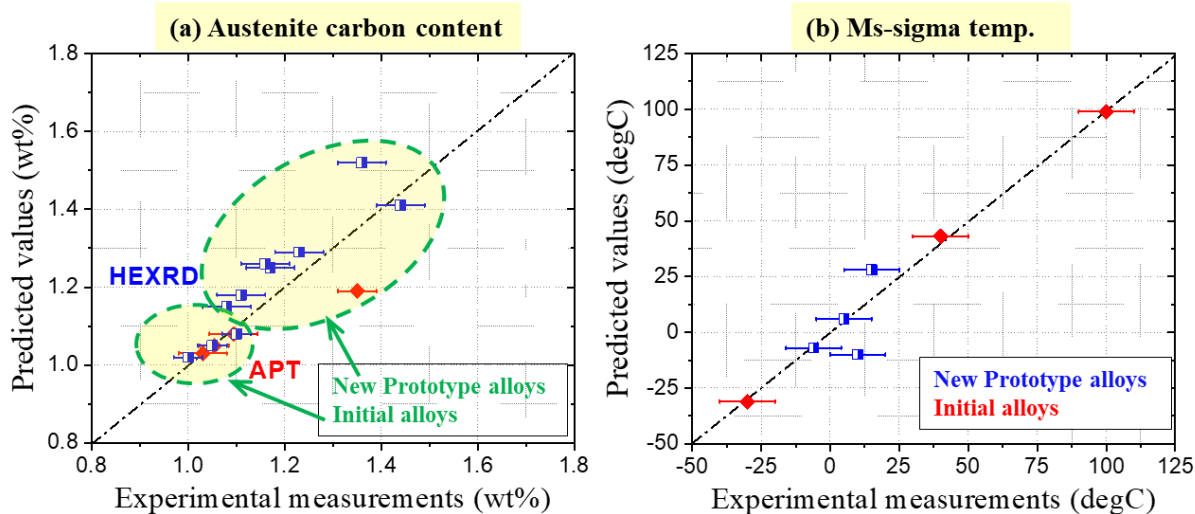 (a) Austenite carbon content
Predicted values (wt%)
1.8
1.6
1.4
1.2
1.0
0.8
HEXRD
APT
New Prototype alloys
Initial alloys
0.8 1.0 1.2 1.4 1.6 1.8
Experimental measurements (wt%)
(b) Ms-sigma temp.
Predicted values (degC)
125
100
75
50
25
0
-25
-50
New Prototype alloys
Initial alloys
-50 -25 0 25 50 75 100 125
Experimental measurements (degC)